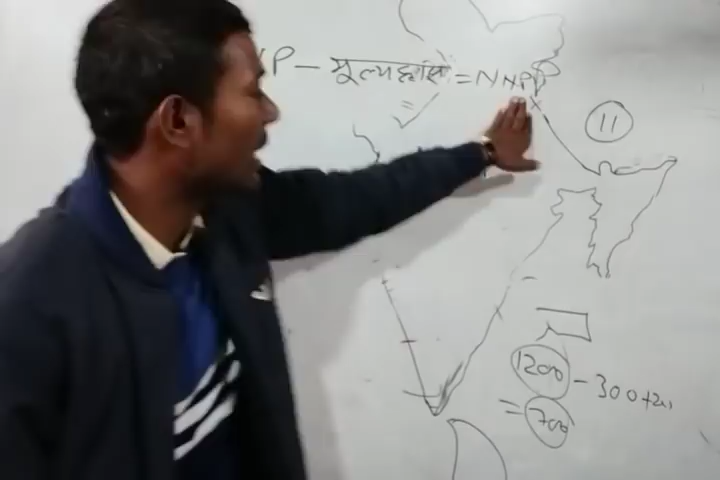 P - मूल्यह्रास = NNP
11
1200 - 300
= 700